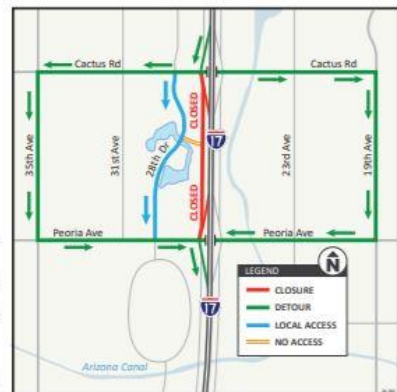 Cactus Rd
Cactus Rd
35th Ave
31st Ave
28th Dr
CLOSED
CLOSED
17
23rd Ave
19th Ave
Peoria Ave
Peoria Ave
N
LEGEND
CLOSURE
DETOUR
LOCAL ACCESS
NO ACCESS
17
Arizona Canal